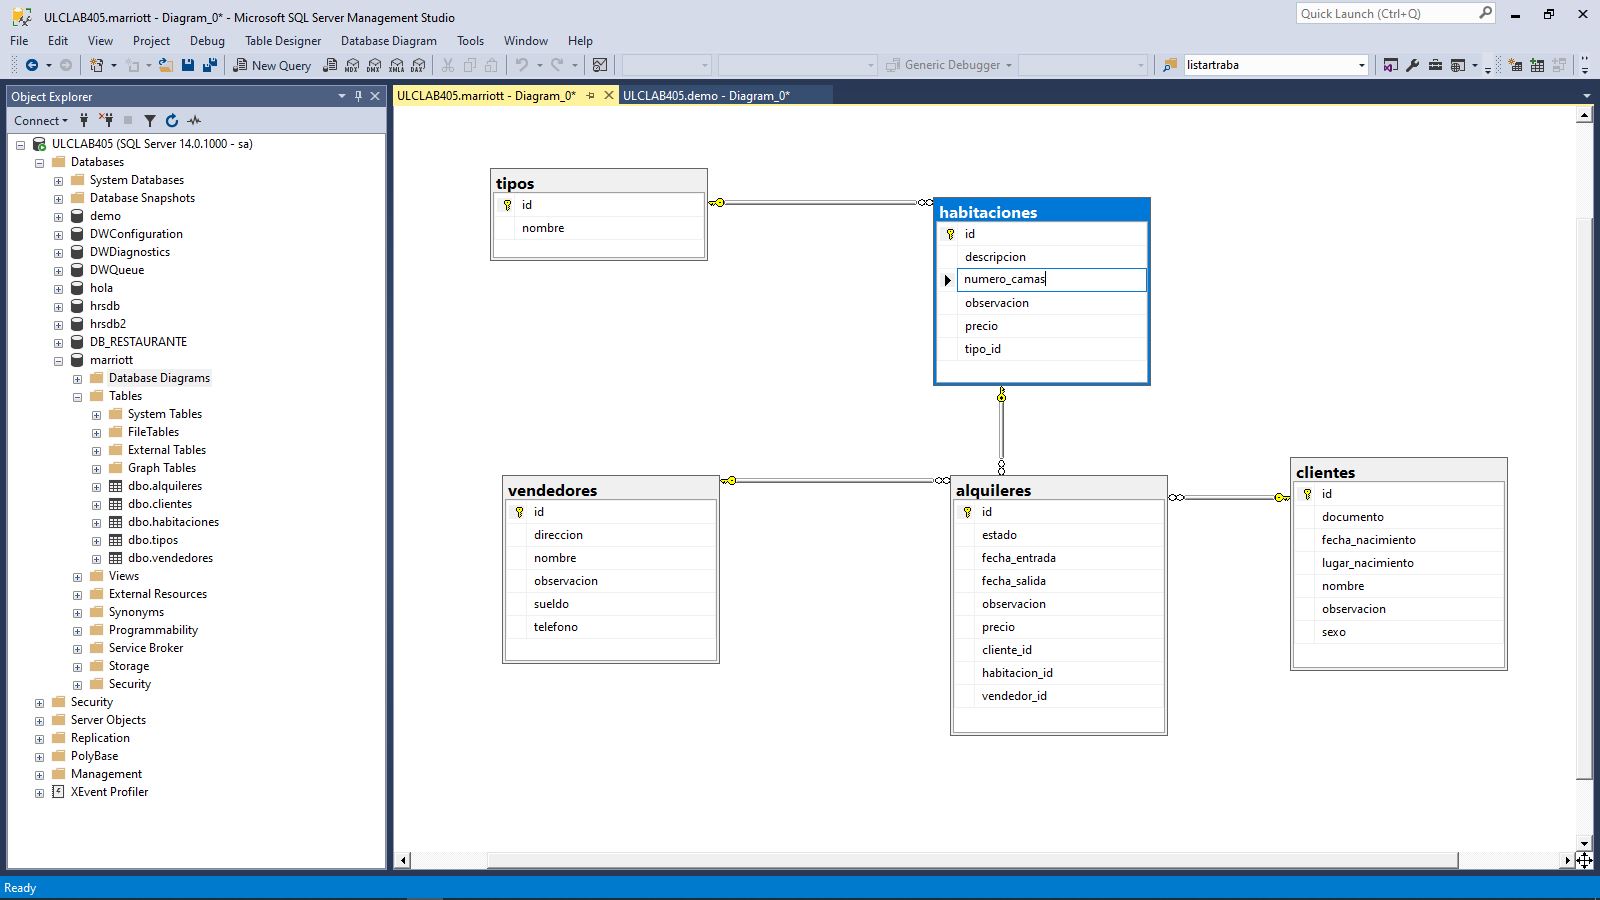 ULCLAB405.marriott - Diagram_0* - Microsoft SQL Server Management Studio
Quick Launch (Ctrl+Q)
File Edit View Project Debug Table Designer Database Diagram Tools Window Help
New Query
MDX
DMX
XMLA
DAX
Generic Debugger
listartraba
Object Explorer
ULCLAB405.marriott - Diagram_0*
ULCLAB405.demo - Diagram_0*
Connect
ULCLAB405 (SQL Server 14.0.1000 - sa)
Databases
System Databases
Database Snapshots
demo
DWConfiguration
DWDiagnostics
DWQueue
hola
hrsdb
hrsdb2
DB_RESTAURANTE
marriott
Database Diagrams
Tables
System Tables
FileTables
External Tables
Graph Tables
dbo.alquileres
dbo.clientes
dbo.habitaciones
dbo.tipos
dbo.vendedores
Views
External Resources
Synonyms
Programmability
Service Broker
Storage
Security
Security
Server Objects
Replication
PolyBase
Management
XEvent Profiler
tipos
id
nombre
habitaciones
id
descripcion
numero_camas
observacion
precio
tipo_id
vendedores
id
direccion
nombre
observacion
sueldo
telefono
alquileres
id
estado
fecha_entrada
fecha_salida
observacion
precio
cliente_id
habitacion_id
vendedor_id
clientes
id
documento
fecha_nacimiento
lugar_nacimiento
nombre
observacion
sexo
Ready